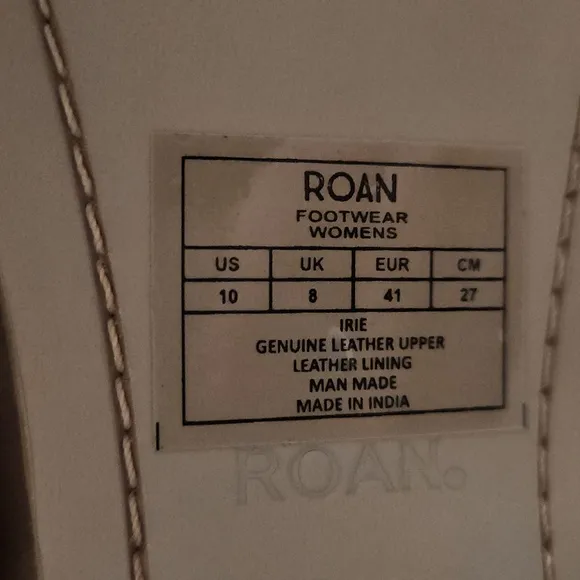 ROAN
FOOTWEAR
WOMENS
US UK EUR CM
10 8 41 27
IRIE
GENUINE LEATHER UPPER
LEATHER LINING
MAN MADE
MADE IN INDIA
ROAN.